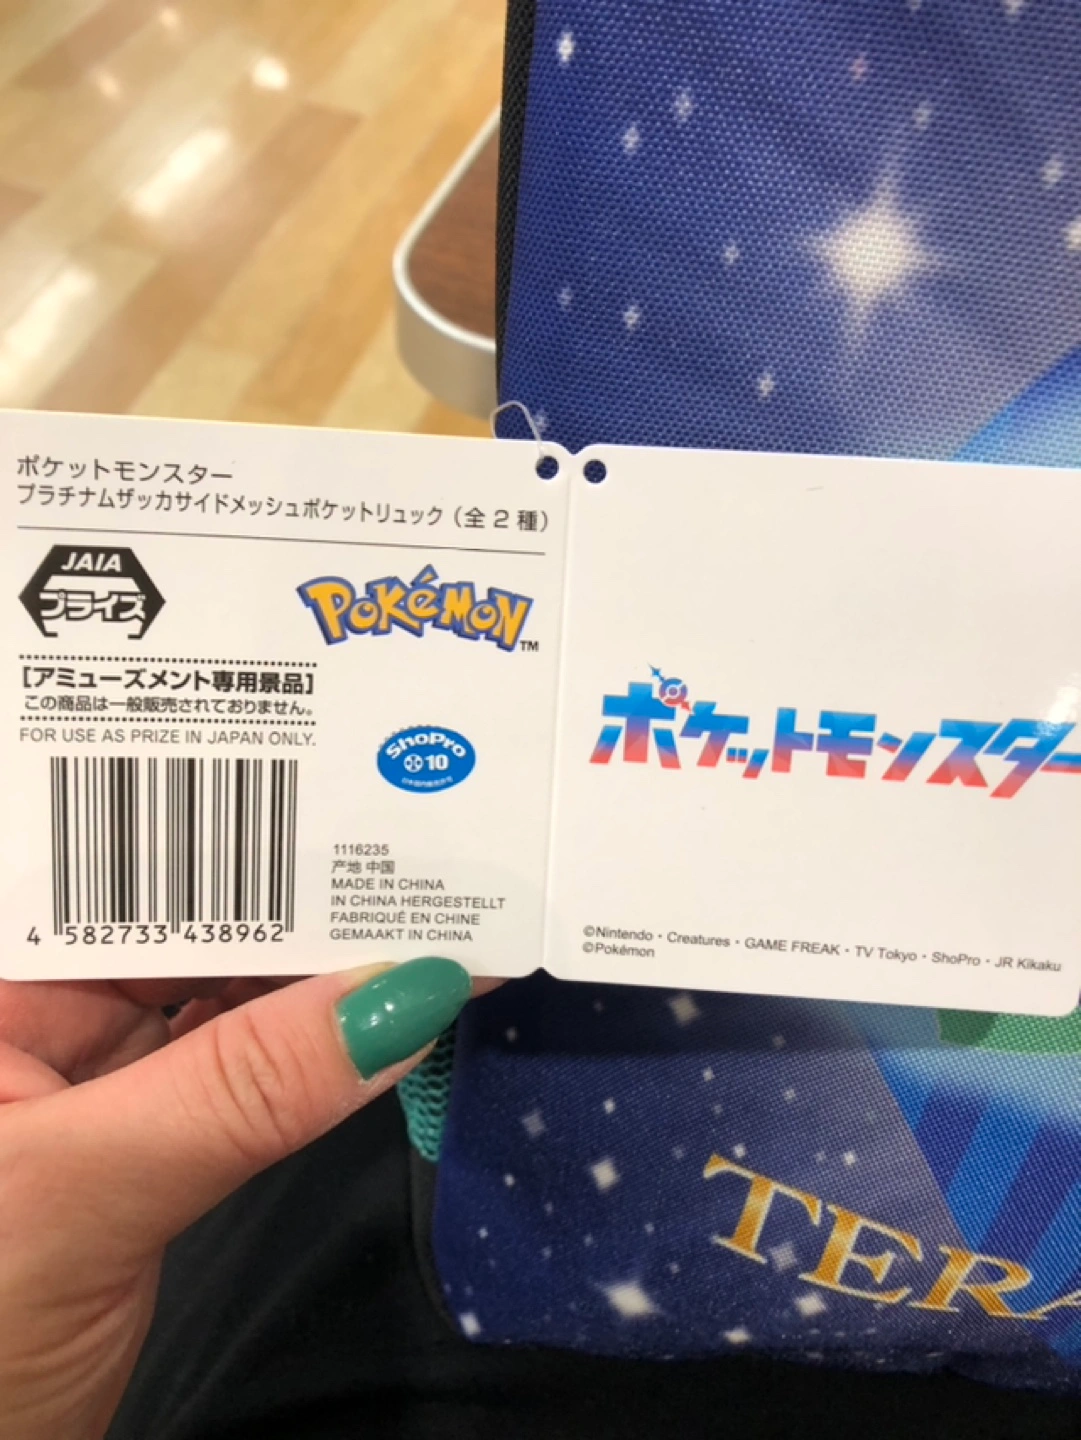 ポケットモンスター
プラチナムザッカサイドメッシュポケットリュック（全２種）
JAIA
プライズ
POKéMON™
[アミューズメント専用景品]
この商品は一般販売されておりません。
FOR USE AS PRIZE IN JAPAN ONLY.
ShoPro
10
4 582733 438962
1116235
产地 中国
MADE IN CHINA
IN CHINA HERGESTELLT
FABRIQUÉ EN CHINE
GEMAAKT IN CHINA
ポケットモンスター
©Nintendo・Creatures・GAME FREAK・TV Tokyo・ShoPro・JR Kikaku
©Pokémon
TERA